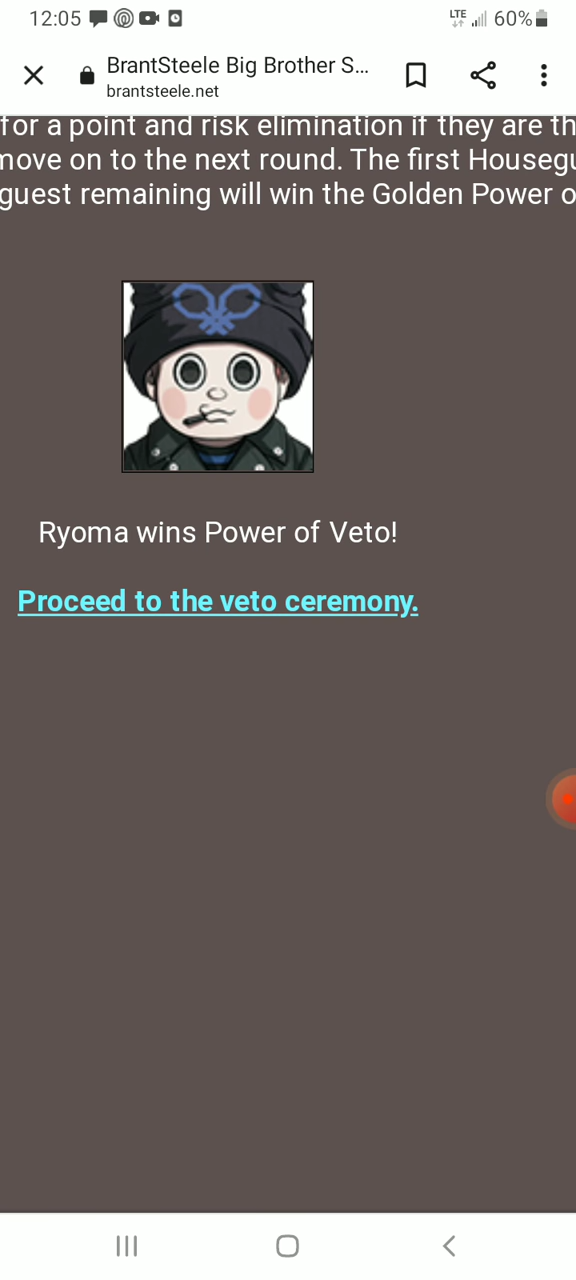 12:05
LTE
60%
BrantSteele Big Brother S...
brantsteele.net
for a point and risk elimination if they are th
move on to the next round. The first Housegu
guest remaining will win the Golden Power o
Ryoma wins Power of Veto!
Proceed to the veto ceremony.